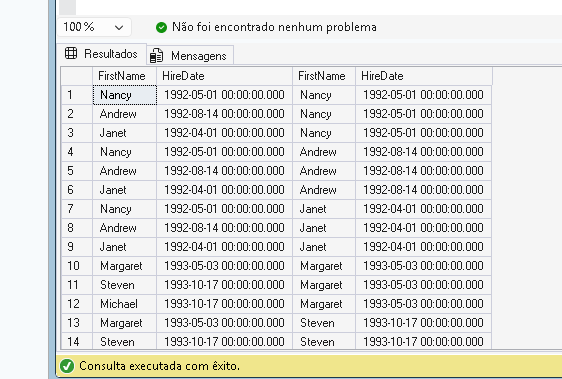 100 %
Não foi encontrado nenhum problema
Resultados Mensagens
FirstName HireDate FirstName HireDate
1 Nancy 1992-05-01 00:00:00.000 Nancy 1992-05-01 00:00:00.000
2 Andrew 1992-08-14 00:00:00.000 Nancy 1992-05-01 00:00:00.000
3 Janet 1992-04-01 00:00:00.000 Nancy 1992-05-01 00:00:00.000
4 Nancy 1992-05-01 00:00:00.000 Andrew 1992-08-14 00:00:00.000
5 Andrew 1992-08-14 00:00:00.000 Andrew 1992-08-14 00:00:00.000
6 Janet 1992-04-01 00:00:00.000 Andrew 1992-08-14 00:00:00.000
7 Nancy 1992-05-01 00:00:00.000 Janet 1992-04-01 00:00:00.000
8 Andrew 1992-08-14 00:00:00.000 Janet 1992-04-01 00:00:00.000
9 Janet 1992-04-01 00:00:00.000 Janet 1992-04-01 00:00:00.000
10 Margaret 1993-05-03 00:00:00.000 Margaret 1993-05-03 00:00:00.000
11 Steven 1993-10-17 00:00:00.000 Margaret 1993-05-03 00:00:00.000
12 Michael 1993-10-17 00:00:00.000 Margaret 1993-05-03 00:00:00.000
13 Margaret 1993-05-03 00:00:00.000 Steven 1993-10-17 00:00:00.000
14 Steven 1993-10-17 00:00:00.000 Steven 1993-10-17 00:00:00.000
Consulta executada com êxito.